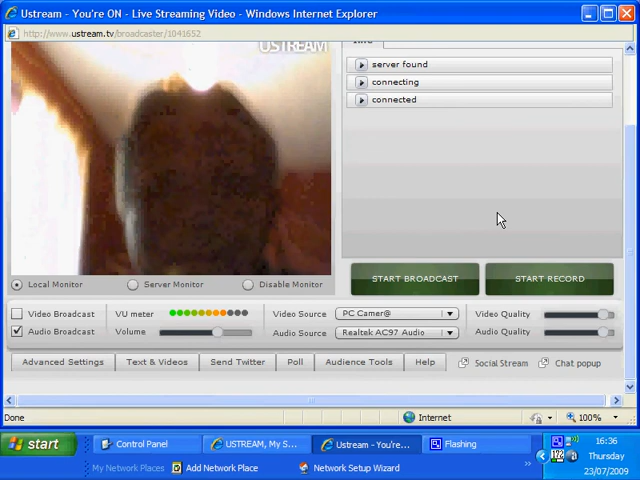 Ustream - You're ON - Live Streaming Video - Windows Internet Explorer
http://www.ustream.tv/broadcaster/1041652
USTREAM
server found
connecting
connected
START BROADCAST
START RECORD
Local Monitor
Server Monitor
Disable Monitor
Video Broadcast
VU meter
Video Source
PC Camer@
Video Quality
Audio Broadcast
Volume
Audio Source
Realtek AC97 Audio
Audio Quality
Advanced Settings
Text & Videos
Send Twitter
Poll
Audience Tools
Help
Social Stream
Chat popup
Done
Internet
100%
start
Control Panel
USTREAM, My S...
Ustream - You're...
Flashing
16:36
My Network Places
Add Network Place
Network Setup Wizard
»
Thursday
23/07/2009